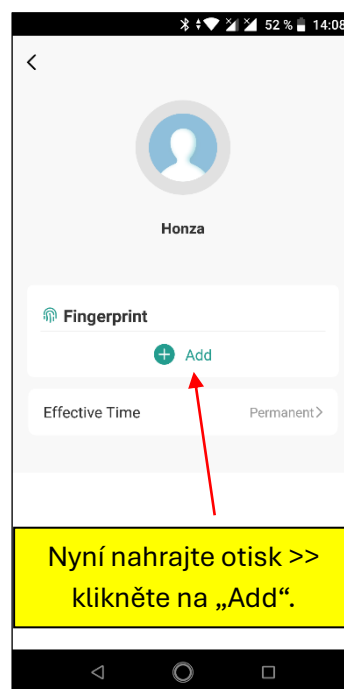 52 % 14:08
Honza
Fingerprint
Add
Effective Time Permanent
Nyní nahrajte otisk >>
klikněte na „Add“.